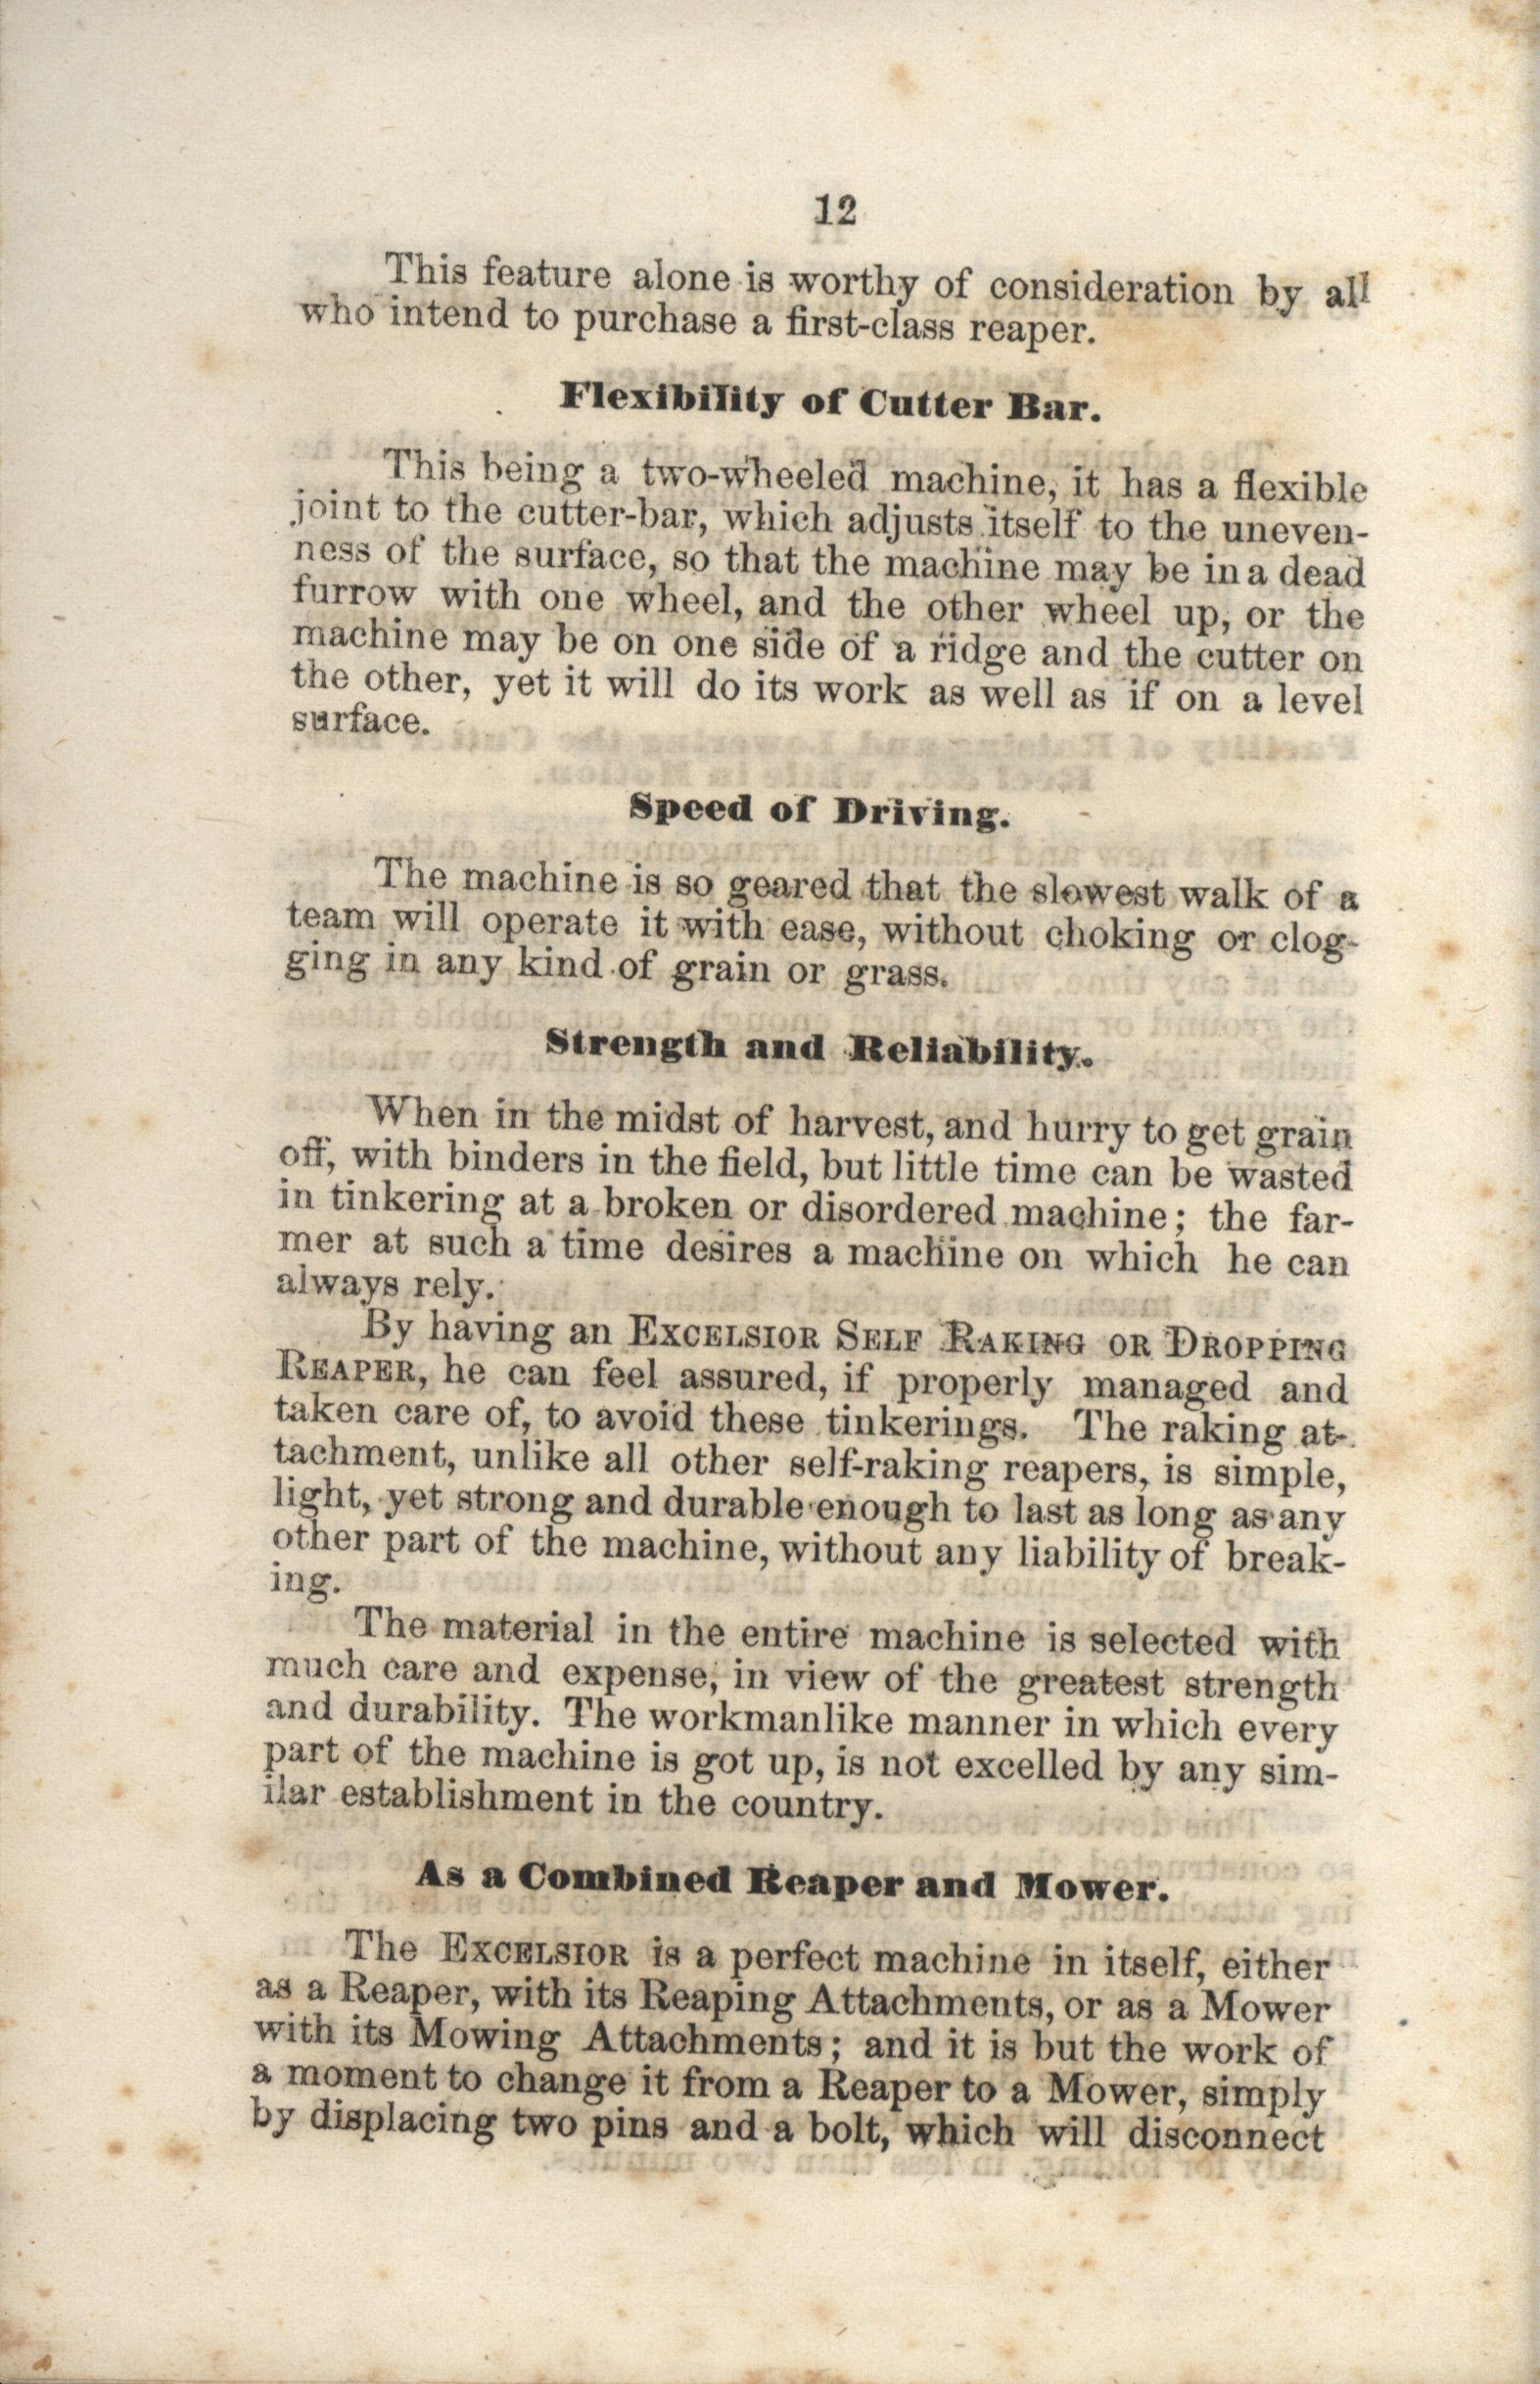 12
This feature alone is worthy of consideration by all
who intend to purchase a first-class reaper.
Flexibility of Cutter Bar.
This being a two-wheeled machine, it has a flexible
joint to the cutter-bar, which adjusts itself to the uneven-
ness of the surface, so that the machine may be in a dead
furrow with one wheel, and the other wheel up, or the
machine may be on one side of a ridge and the cutter on
the other, yet it will do its work as well as if on a level
surface.
Speed of Driving.
The machine is so geared that the slowest walk of a
team will operate it with ease, without choking or clog-
ging in any kind of grain or grass.
Strength and Reliability.
When in the midst of harvest, and hurry to get grain
off, with binders in the field, but little time can be wasted
in tinkering at a broken or disordered machine; the far-
mer at such a time desires a machine on which he can
always rely.
By having an EXCELSIOR SELF RAKING OR DROPPING
REAPER, he can feel assured, if properly managed and
taken care of, to avoid these tinkerings. The raking at-
tachment, unlike all other self-raking reapers, is simple,
light, yet strong and durable enough to last as long as any
other part of the machine, without any liability of break-
ing.
The material in the entire machine is selected with
much care and expense, in view of the greatest strength
and durability. The workmanlike manner in which every
part of the machine is got up, is not excelled by any sim-
ilar establishment in the country.
As a Combined Reaper and Mower.
The EXCELSIOR is a perfect machine in itself, either
as a Reaper, with its Reaping Attachments, or as a Mower
with its Mowing Attachments; and it is but the work of
a moment to change it from a Reaper to a Mower, simply
by displacing two pins and a bolt, which will disconnect